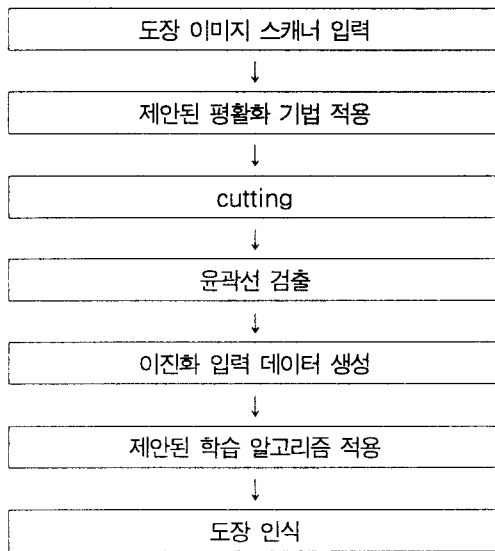 도장 이미지 스캐너 입력
제안된 평활화 기법 적용
cutting
윤곽선 검출
이진화 입력 데이터 생성
제안된 학습 알고리즘 적용
도장 인식